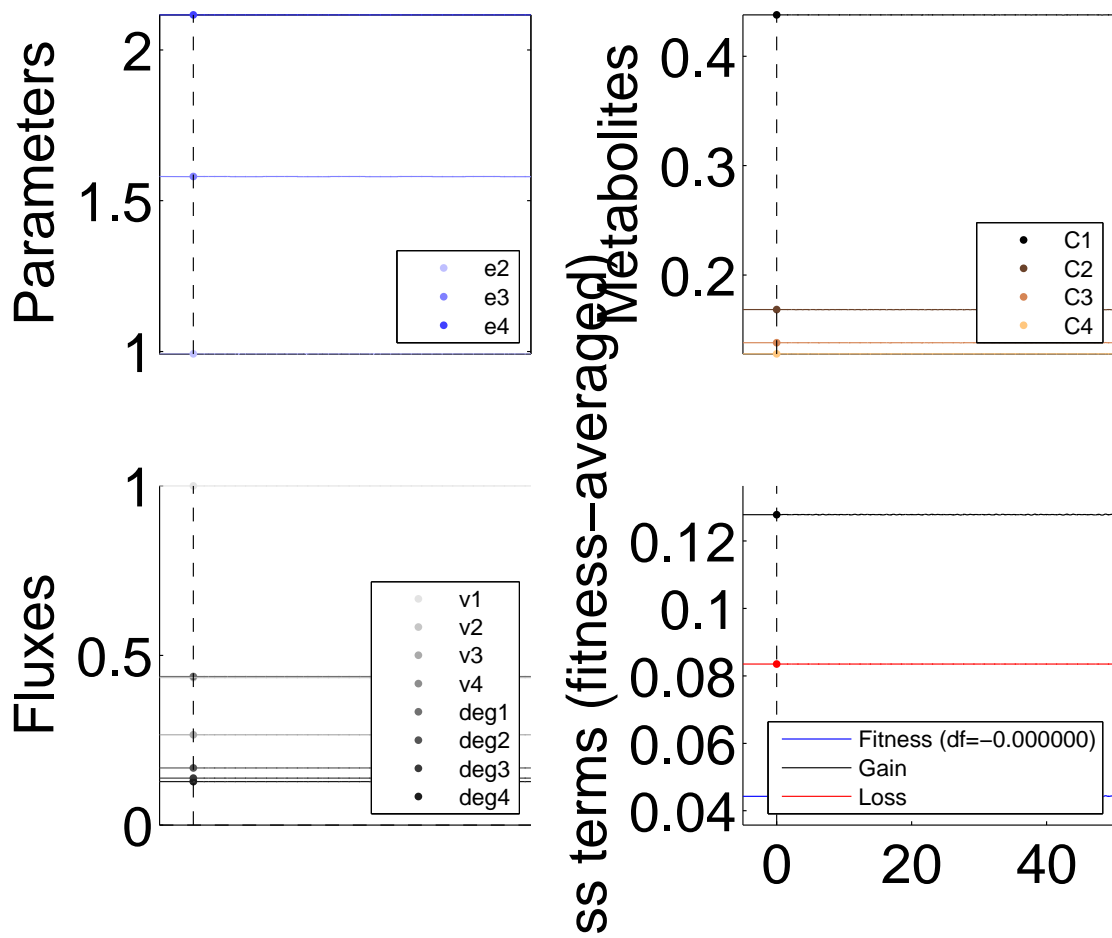 Parameters
2
1.5
1
e2
e3
e4
Metabolites
0.4
0.3
0.2
C1
C2
C3
C4
Fluxes
1
0.5
0
v1
v2
v3
v4
deg1
deg2
deg3
deg4
ss terms (fitness−averaged)
0.12
0.1
0.08
0.06
0.04
Fitness (df=−0.000000)
Gain
Loss
0
20
40